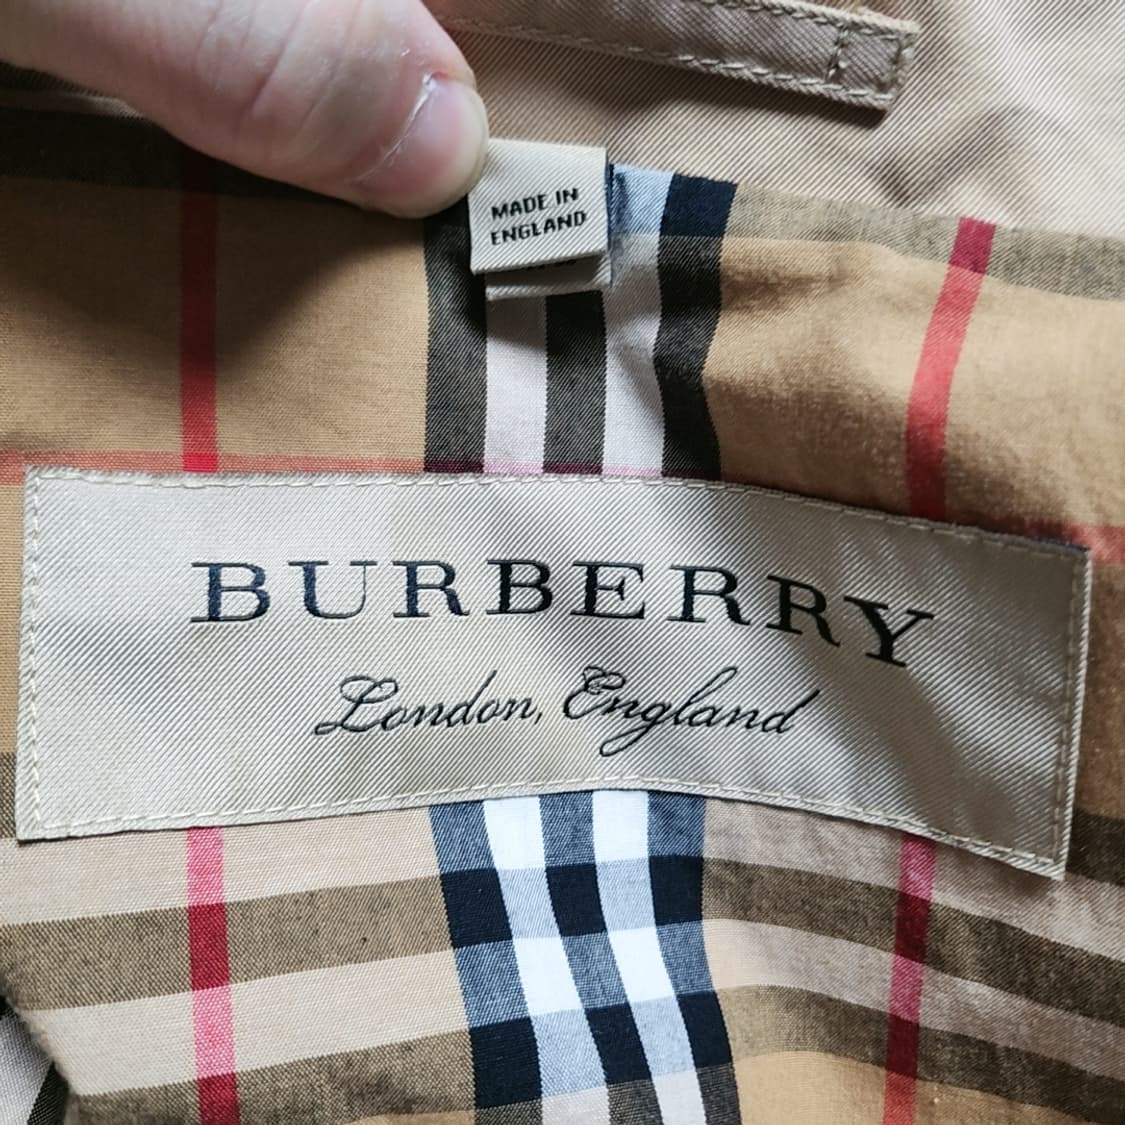 MADE IN
ENGLAND
BURBERRY
London, England